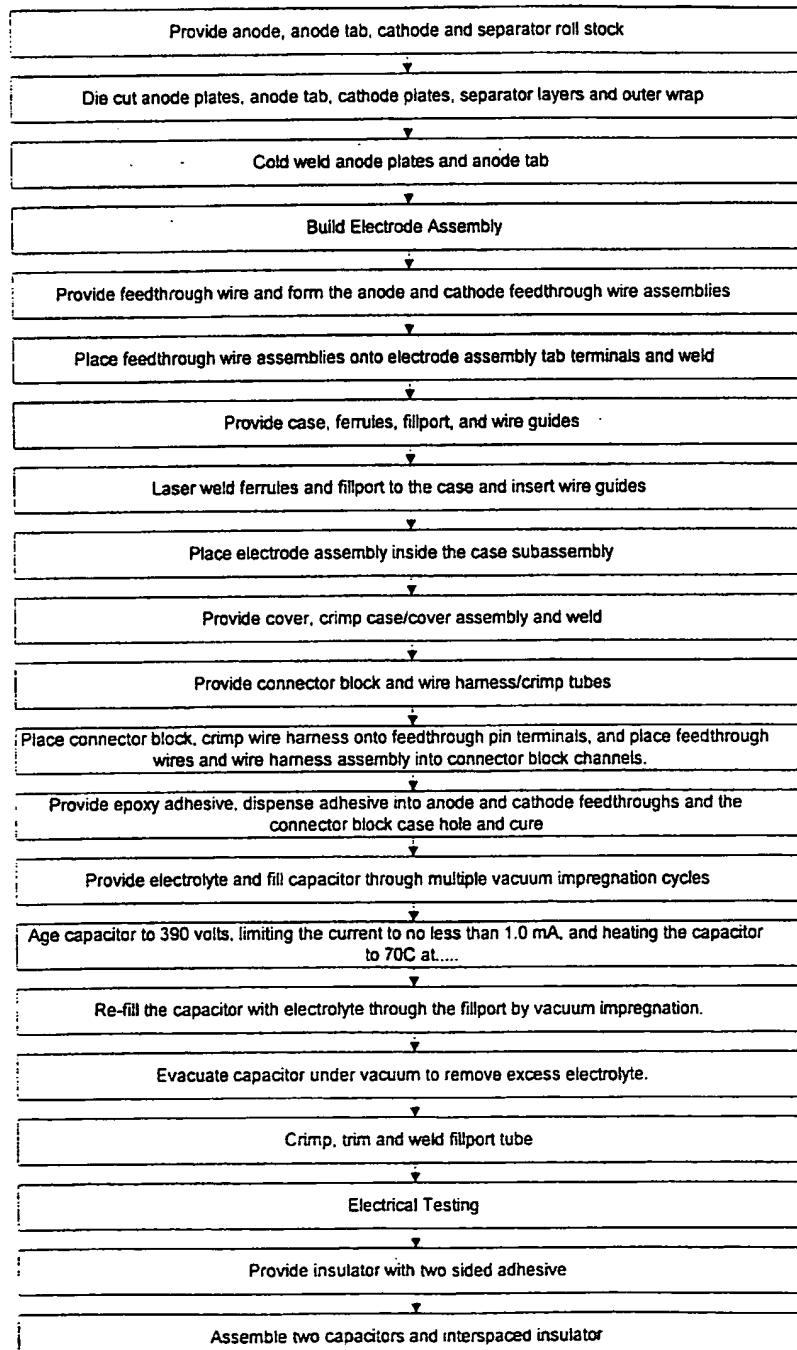 Provide anode, anode tab, cathode and separator roll stock
Die cut anode plates, anode tab, cathode plates, separator layers and outer wrap
Cold weld anode plates and anode tab
Build Electrode Assembly
Provide feedthrough wire and form the anode and cathode feedthrough wire assemblies
Place feedthrough wire assemblies onto electrode assembly tab terminals and weld
Provide case, ferrules, fillport, and wire guides
Laser weld ferrules and fillport to the case and insert wire guides
Place electrode assembly inside the case subassembly
Provide cover, crimp case/cover assembly and weld
Provide connector block and wire harness/crimp tubes
Place connector block, crimp wire harness onto feedthrough pin terminals, and place feedthrough
wires and wire harness assembly into connector block channels.
Provide epoxy adhesive, dispense adhesive into anode and cathode feedthroughs and the
connector block case hole and cure
Provide electrolyte and fill capacitor through multiple vacuum impregnation cycles
Age capacitor to 390 volts, limiting the current to no less than 1.0 mA, and heating the capacitor
to 70C at.....
Re-fill the capacitor with electrolyte through the fillport by vacuum impregnation.
Evacuate capacitor under vacuum to remove excess electrolyte.
Crimp, trim and weld fillport tube
Electrical Testing
Provide insulator with two sided adhesive
Assemble two capacitors and interspaced insulator